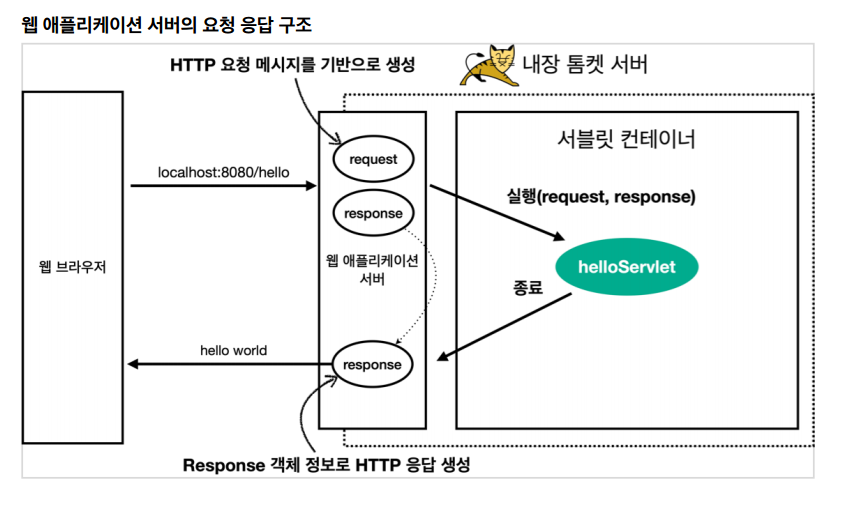 웹 애플리케이션 서버의 요청 응답 구조
HTTP 요청 메시지를 기반으로 생성
내장 톰켓 서버
서블릿 컨테이너
request
localhost:8080/hello
실행(request, response)
response
웹 브라우저
웹 애플리케이션
서버
helloServlet
종료
hello world
response
Response 객체 정보로 HTTP 응답 생성